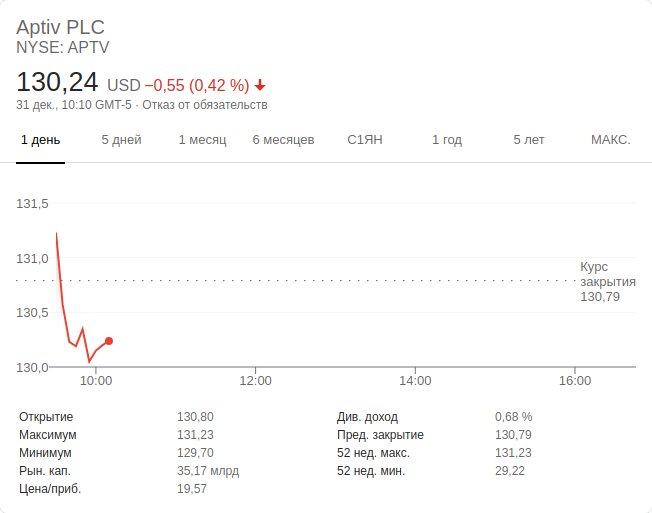 Aptiv PLC
NYSE: APTV
130,24 USD −0,55 (0,42 %)
31 дек., 10:10 GMT-5 · Отказ от обязательств
1 день 5 дней 1 месяц 6 месяцев С1ЯН 1 год 5 лет МАКС.
131,5
131,0
130,5
130,0
Курс
закрытия
130,79
10:00 12:00 14:00 16:00
Открытие 130,80 Див. доход 0,68 %
Максимум 131,23 Пред. закрытие 130,79
Минимум 129,70 52 нед. макс. 131,23
Рын. кап. 35,17 млрд 52 нед. мин. 29,22
Цена/приб. 19,57